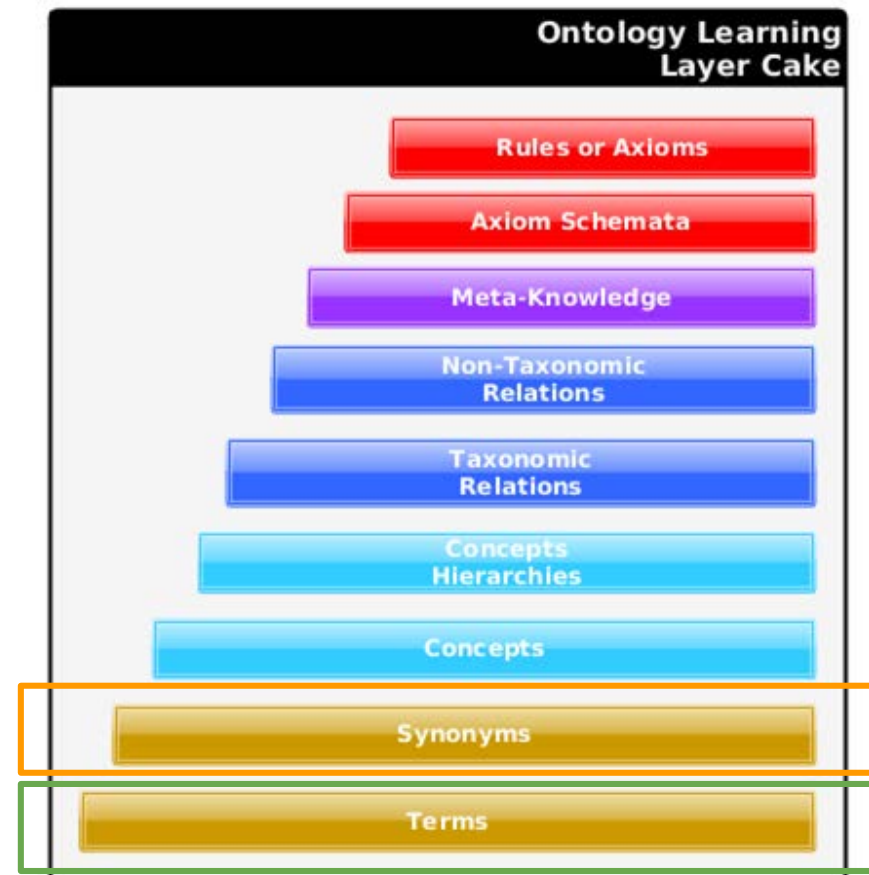 Ontology Learning
Layer Cake
Rules or Axioms
Axiom Schemata
Meta-Knowledge
Non-Taxonomic
Relations
Taxonomic
Relations
Concepts
Hierarchies
Concepts
Synonyms
Terms